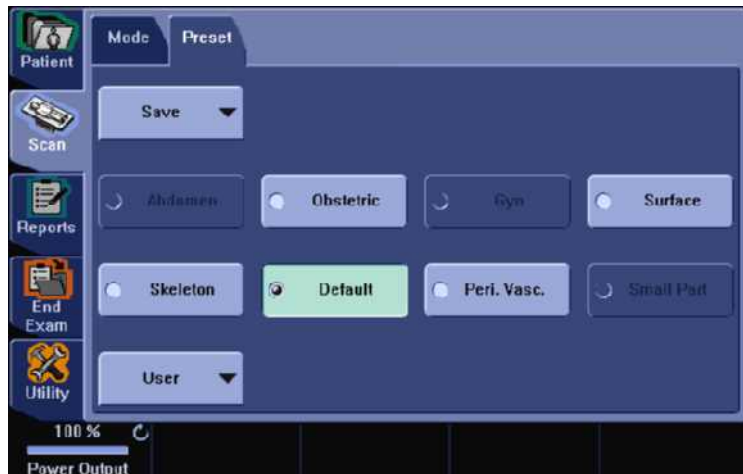 Patient
Mode
Preset
Scan
Save
Reports
Abdomen
Obstetric
Gyn
Surface
End
Exam
Skeleton
Default
Peri. Vasc.
Small Part
Utility
User
100 %
Power Output